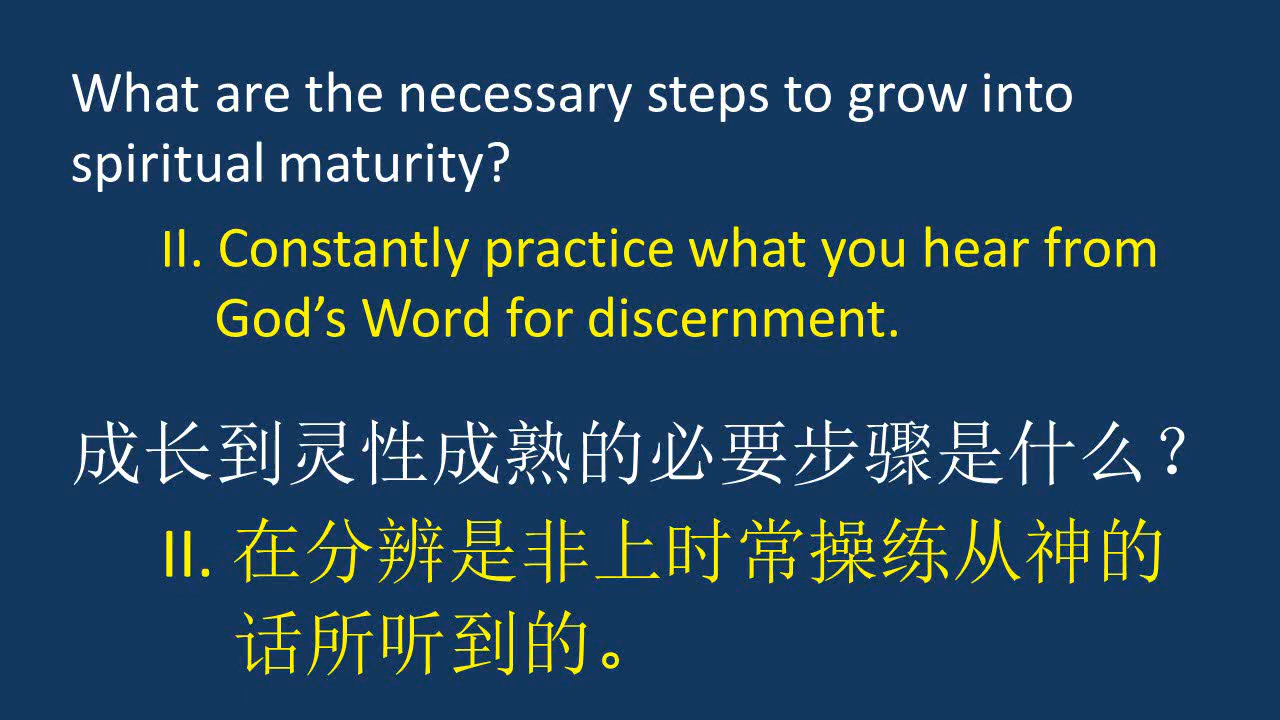 What are the necessary steps to grow into
spiritual maturity?
II. Constantly practice what you hear from
God’s Word for discernment.
成长到灵性成熟的必要步骤是什么？
II. 在分辨是非上时常操练从神的
话所听到的。